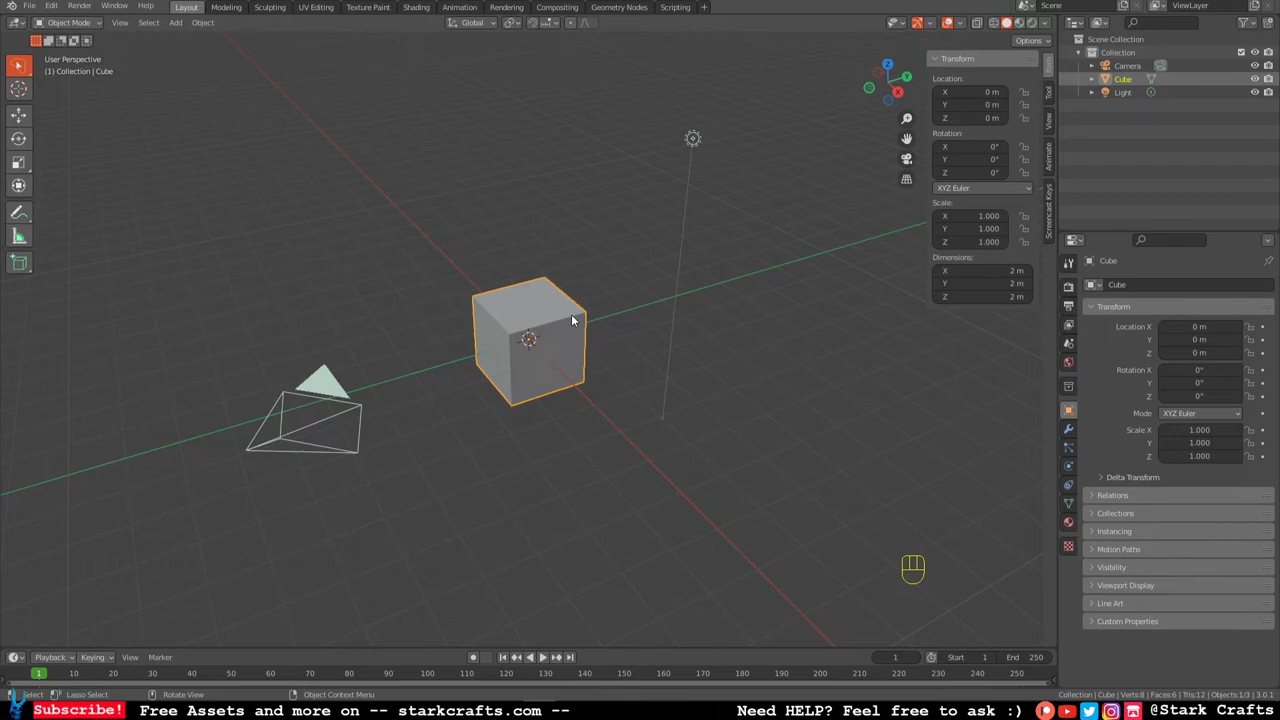 File Edit Render Window Help Layout Modeling Sculpting UV Editing Texture Paint Shading Animation Rendering Compositing Geometry Nodes Scripting Scene ViewLayer
Object Mode View Select Add Object Global
Options
User Perspective
(1) Collection | Cube
Transform
Location:
X 0 m
Y 0 m
Z 0 m
Rotation:
X 0°
Y 0°
Z 0°
XYZ Euler
Scale:
X 1.000
Y 1.000
Z 1.000
Dimensions:
X 2 m
Y 2 m
Z 2 m
Item
Tool
View
Animate
Screencast Keys
Z
Y
X
Scene Collection
Collection
Camera
Cube
Light
Cube
Cube
Transform
Location X 0 m
Y 0 m
Z 0 m
Rotation X 0°
Y 0°
Z 0°
Mode XYZ Euler
Scale X 1.000
Y 1.000
Z 1.000
Delta Transform
Relations
Collections
Instancing
Motion Paths
Visibility
Viewport Display
Line Art
Custom Properties
Playback Keying View Marker 1 Start 1 End 250
1 10 20 30 40 50 60 70 80 90 100 110 120 130 140 150 160 170 180 190 200 210 220 230 240 250
Select Lasso Select Rotate View Object Context Menu Collection | Cube | Verts:8 | Faces:6 | Tris:12 | Objects:1/3 | 3.0.1
Subscribe! Free Assets and more on -- starkcrafts.com -- Need HELP? Feel free to ask :) @Stark Crafts